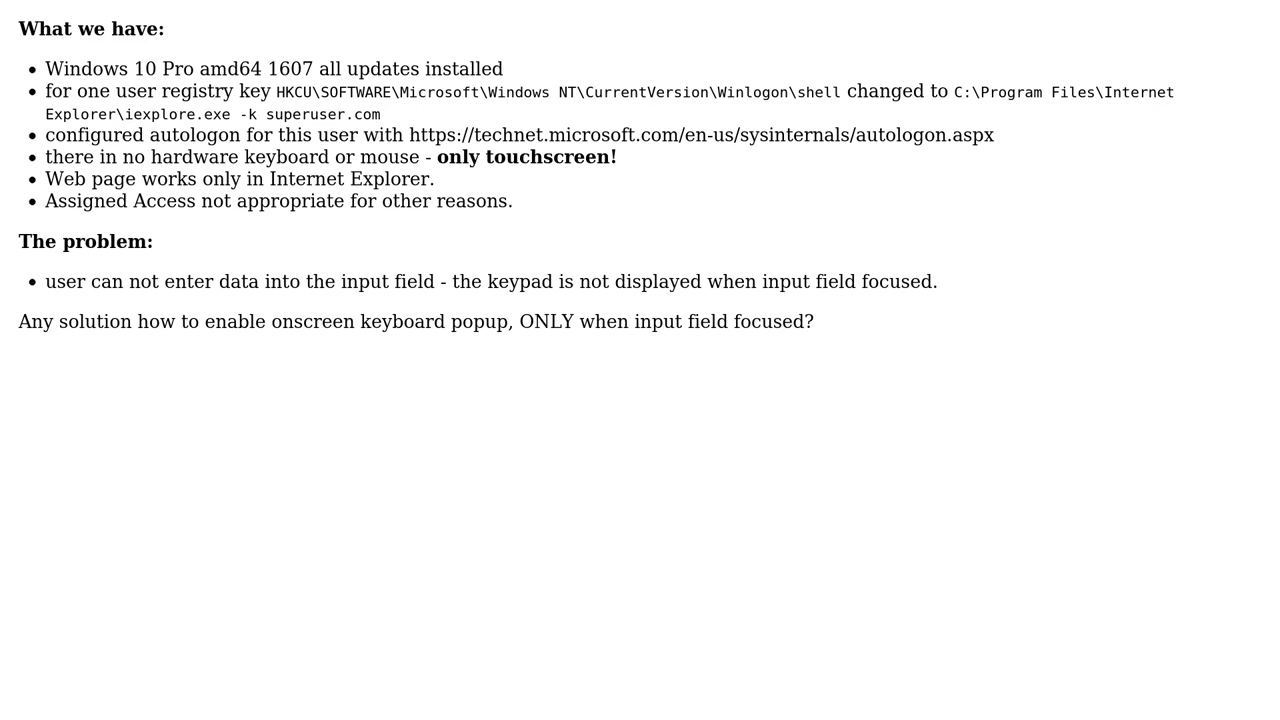 What we have:
• Windows 10 Pro amd64 1607 all updates installed
• for one user registry key HKCU\SOFTWARE\Microsoft\Windows NT\CurrentVersion\Winlogon\shell changed to C:\Program Files\Internet
Explorer\iexplore.exe -k superuser.com
• configured autologon for this user with https://technet.microsoft.com/en-us/sysinternals/autologon.aspx
• there in no hardware keyboard or mouse - only touchscreen!
• Web page works only in Internet Explorer.
• Assigned Access not appropriate for other reasons.
The problem:
• user can not enter data into the input field - the keypad is not displayed when input field focused.
Any solution how to enable onscreen keyboard popup, ONLY when input field focused?